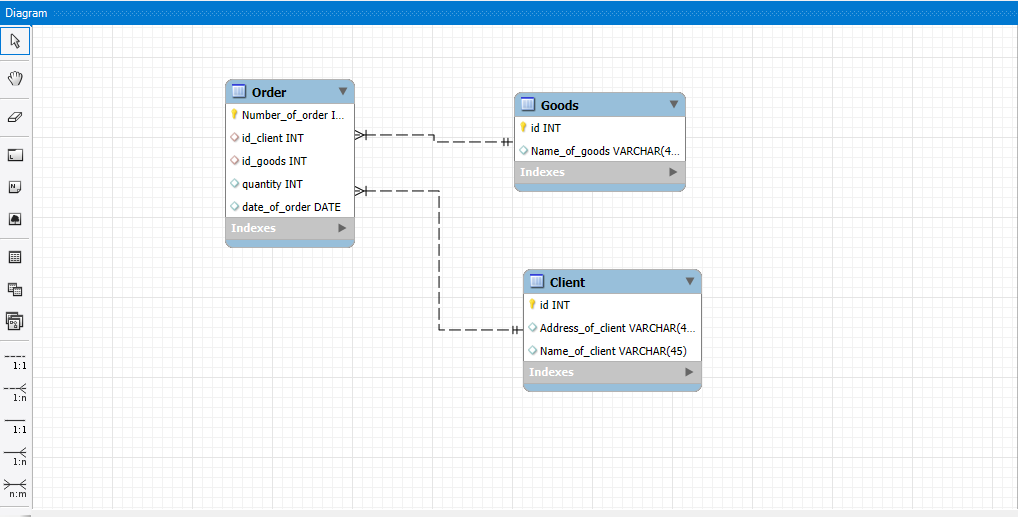 Diagram
Order
Number_of_order I...
id_client INT
id_goods INT
quantity INT
date_of_order DATE
Indexes
Goods
id INT
Name_of_goods VARCHAR(4...
Indexes
Client
id INT
Address_of_client VARCHAR(4...
Name_of_client VARCHAR(45)
Indexes
1:1
1:n
1:1
1:n
n:m